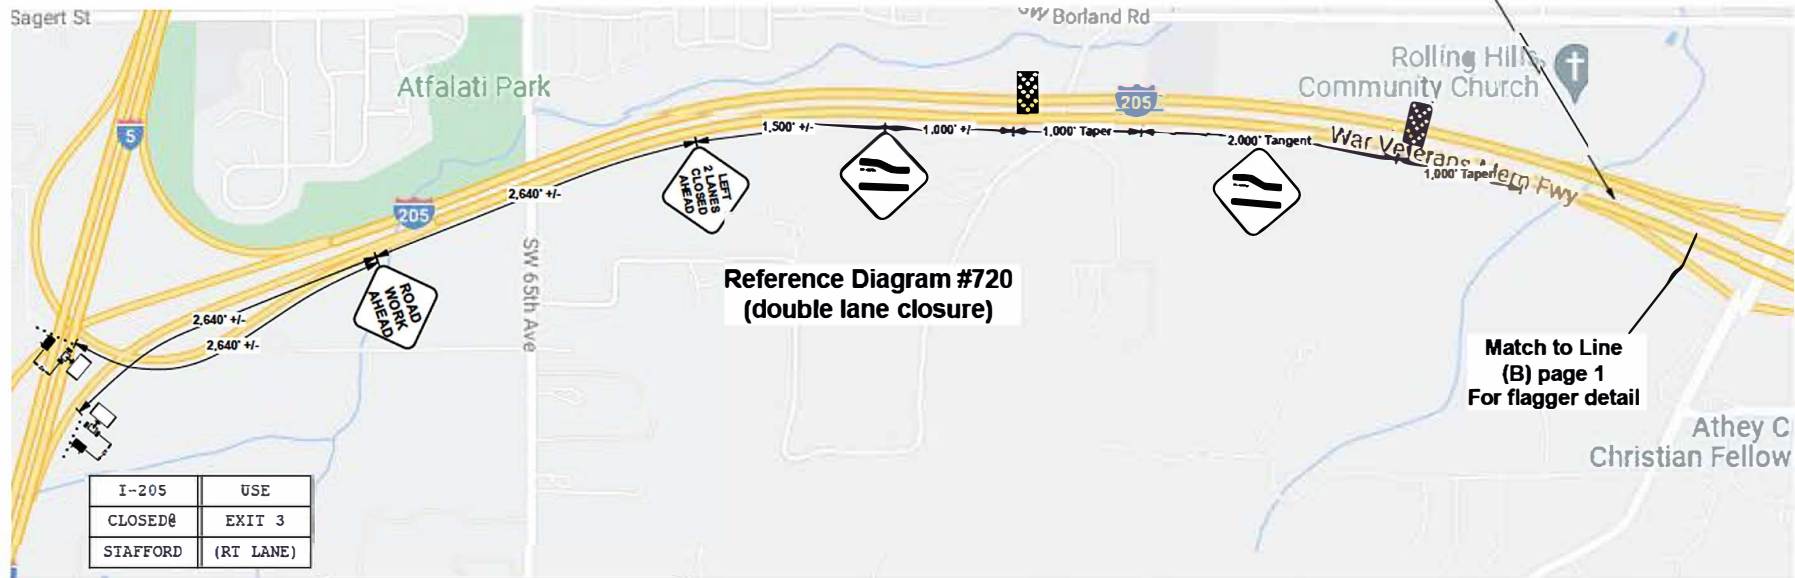 Sagert St
SW Borland Rd
Rolling Hills
Community Church
Atfalati Park
5
205
205
1,500' +/-
1,000' +/-
1,000' Taper
2,000' Tangent
War Veterans Mem Fwy
1,000' Taper
2,640' +/-
LEFT
2 LANES
CLOSED
AHEAD
SW 65th Ave
ROAD
WORK
AHEAD
2,640' +/-
2,640' +/-
Reference Diagram #720
(double lane closure)
Match to Line
(B) page 1
For flagger detail
Athey C
Christian Fellow
I-205 USE
CLOSED@ EXIT 3
STAFFORD (RT LANE)